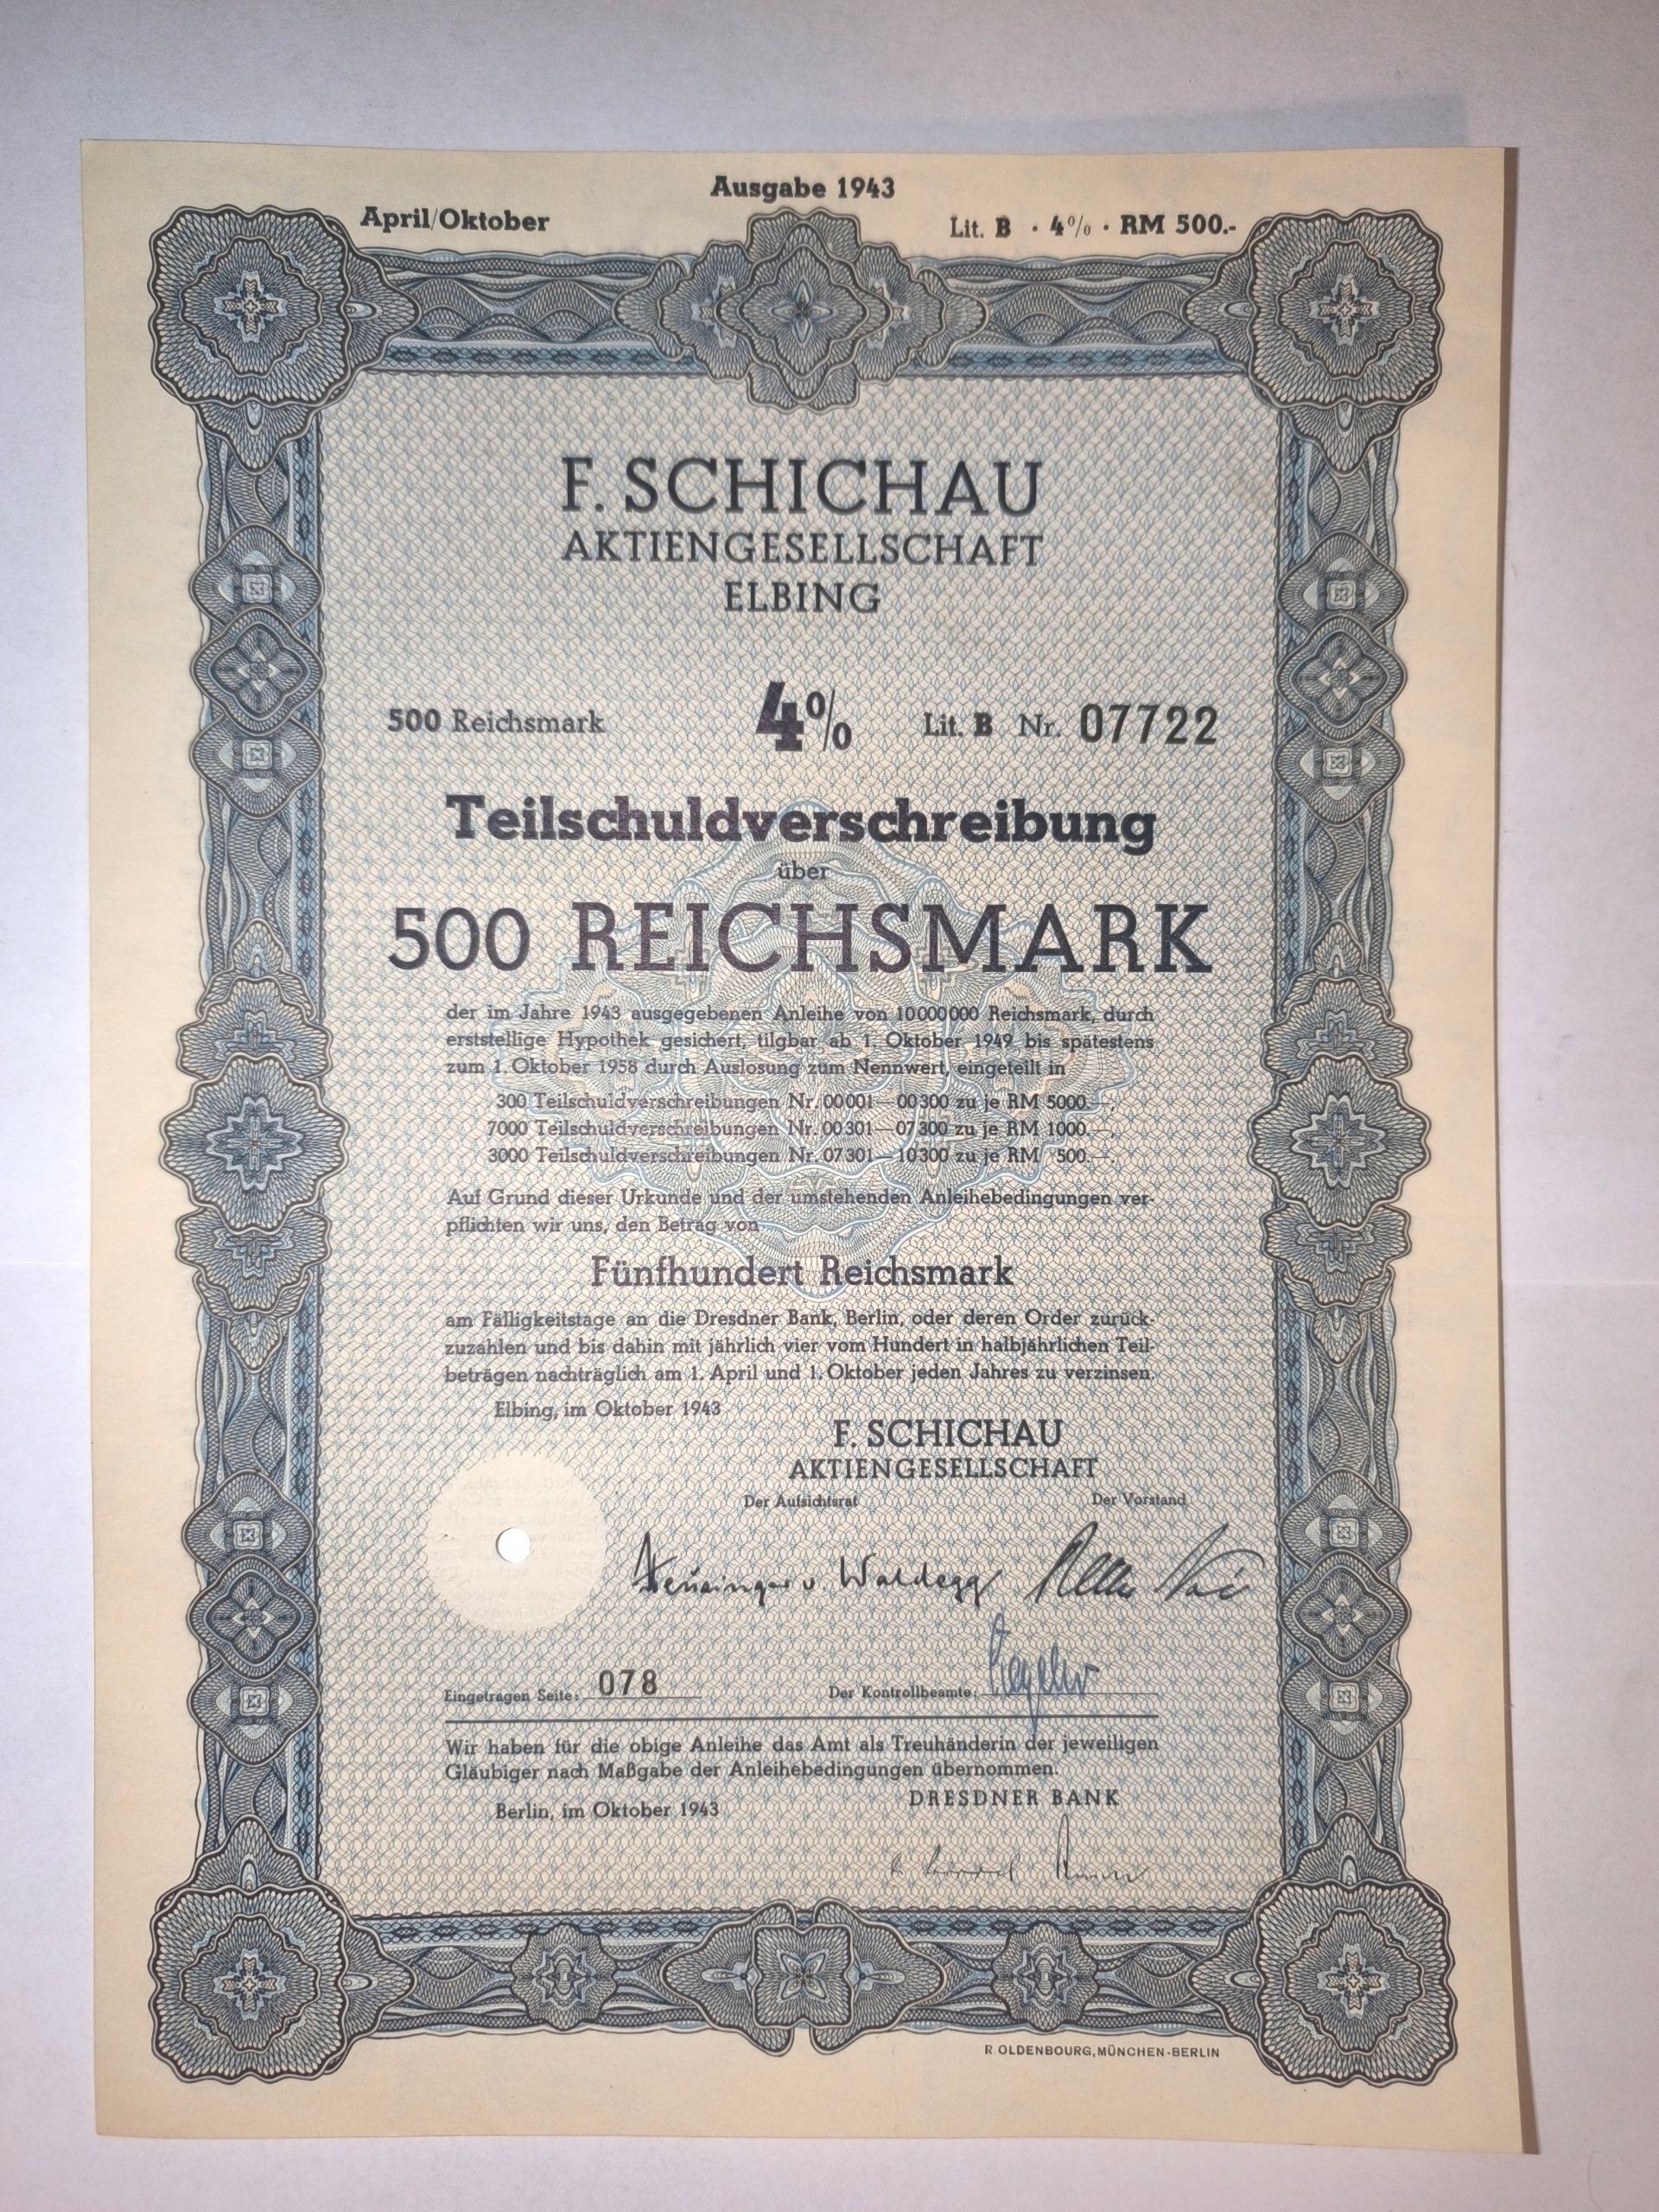 Ausgabe 1943
April/Oktober
Lit. B · 4% · RM 500.-
F. SCHICHAU
AKTIENGESELLSCHAFT
ELBING
500 Reichsmark 4% Lit. B Nr. 07722
Teilschuldverschreibung
über
500 REICHSMARK
der im Jahre 1943 ausgegebenen Anleihe von 10000000 Reichsmark, durch
erststellige Hypothek gesichert, tilgbar ab 1. Oktober 1949 bis spätestens
zum 1. Oktober 1958 durch Auslosung zum Nennwert, eingeteilt in
300 Teilschuldverschreibungen Nr. 00001—00300 zu je RM 5000.—,
7000 Teilschuldverschreibungen Nr. 00301—07300 zu je RM 1000.—,
3000 Teilschuldverschreibungen Nr. 07301—10300 zu je RM 500.—.
Auf Grund dieser Urkunde und der umstehenden Anleihebedingungen ver-
pflichten wir uns, den Betrag von
Fünfhundert Reichsmark
am Fälligkeitstage an die Dresdner Bank, Berlin, oder deren Order zurück-
zuzahlen und bis dahin mit jährlich vier vom Hundert in halbjährlichen Teil-
beträgen nachträglich am 1. April und 1. Oktober jeden Jahres zu verzinsen.
Elbing, im Oktober 1943
F. SCHICHAU
AKTIENGESELLSCHAFT
Der Aufsichtsrat Der Vorstand
Heusinger v. Waldegg
Eingetragen Seite: 078 Der Kontrollbeamte:
Wir haben für die obige Anleihe das Amt als Treuhänderin der jeweiligen
Gläubiger nach Maßgabe der Anleihebedingungen übernommen.
Berlin, im Oktober 1943
DRESDNER BANK
R. OLDENBOURG, MÜNCHEN-BERLIN